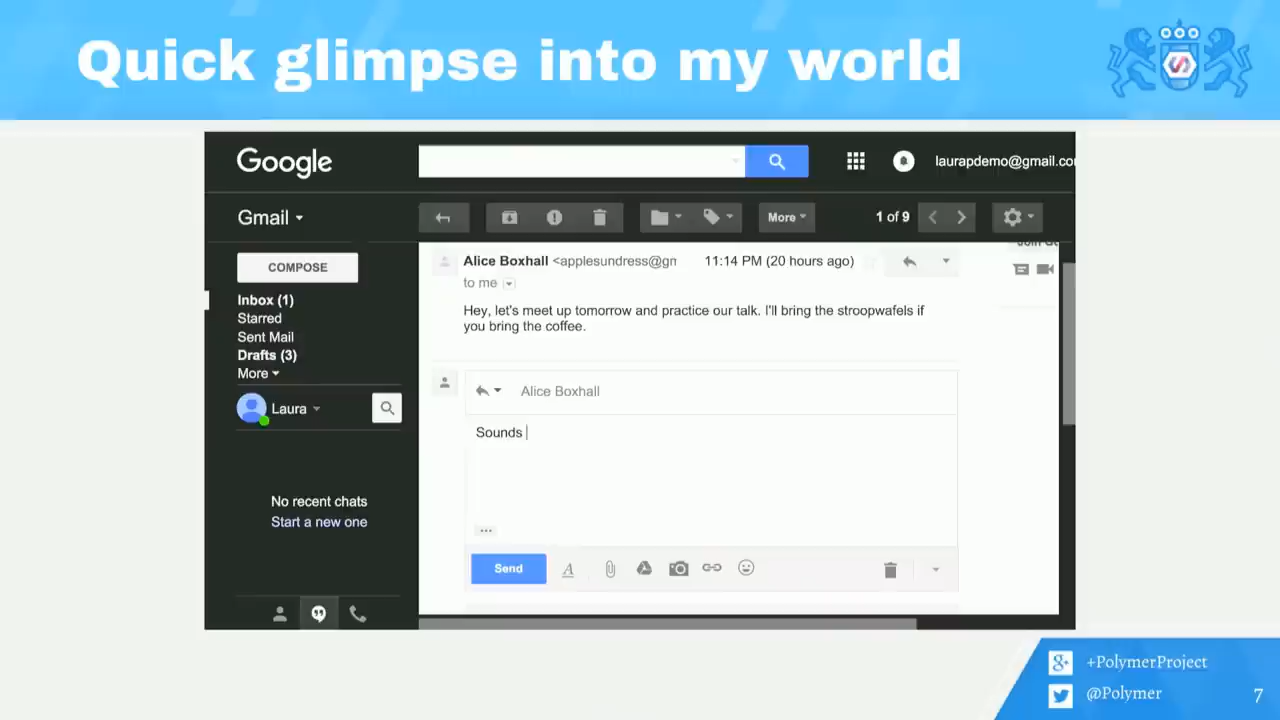 Quick glimpse into my world
Google
laurapdemo@gmail.co
Gmail
More
1 of 9
COMPOSE
Inbox (1)
Starred
Sent Mail
Drafts (3)
More
Laura
No recent chats
Start a new one
Alice Boxhall <applesundress@gm
11:14 PM (20 hours ago)
to me
Hey, let's meet up tomorrow and practice our talk. I'll bring the stroopwafels if
you bring the coffee.
Alice Boxhall
Sounds
Send
+PolymerProject
@Polymer
7